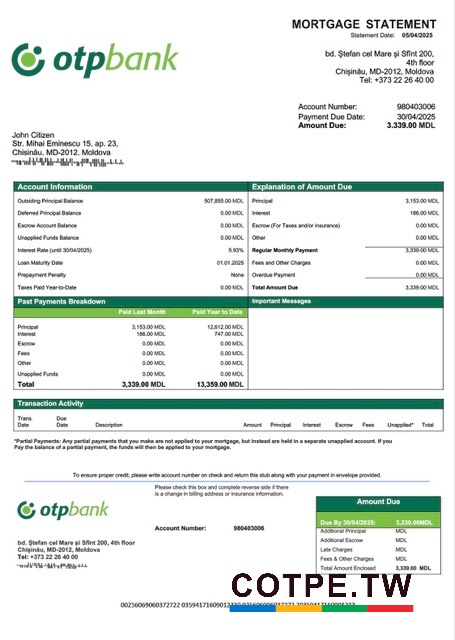 MORTGAGE STATEMENT
Statement Date: 05/04/2025
otpbank
bd. Ștefan cel Mare și Sfînt 200,
4th floor
Chișinău, MD-2012, Moldova
Tel: +373 22 26 40 00
Account Number: 980403006
Payment Due Date: 30/04/2025
Amount Due: 3.339.00 MDL
John Citizen
Str. Mihai Eminescu 15, ap. 23,
Chisinău, MD-2012. Moldova
Account Information
Outsiding Principal Balance 507,855.00 MDL
Deferred Principal Balance 0.00 MDL
Escrow Account Balance 0.00 MDL
Unapplied Funds Balance 0.00 MDL
Interest Rate (until 30/04/2025) 5.93%
Loan Maturity Date 01.01.2025
Prepayment Penalty None
Taxes Paid Year-to-Date 0.00 MDL
Explanation of Amount Due
Principal 3,153.00 MDL
Interest 186.00 MDL
Escrow (For Taxes and/or insurance) 0.00 MDL
Other 0.00 MDL
Regular Monthly Payment 3,339.00 MDL
Fees and Other Charges 0.00 MDL
Overdue Payment 0.00 MDL
Total Amount Due 3,339.00 MDL
Past Payments Breakdown
Paid Last Month Paid Year to Date
Principal 3,153.00 MDL 12,612.00 MDL
Interest 186.00 MDL 747.00 MDL
Escrow 0.00 MDL 0.00 MDL
Fees 0.00 MDL 0.00 MDL
Other 0.00 MDL 0.00 MDL
Unapplied Funds 0.00 MDL 0.00 MDL
Total 3,339.00 MDL 13,359.00 MDL
Important Messages
Transaction Activity
Trans. Date Due Date Description Amount Principal Interest Escrow Fees Unapplied* Total
*Partial Payments: Any partial payments that you make are not applied to your mortgage, but instead are held in a separate unapplied account. If you
Pay the balance of a partial payment, the funds will then be applied to your mortgage.
To ensure proper credit, please write account number on check and return this stub along with your payment in envelope provided.
Please check this box and complete reverse side if there
is a change in billing address or insurance information.
otpbank
Account Number: 980403006
bd. Ștefan cel Mare și Sfînt 200, 4th floor
Chișinău, MD-2012, Moldova
Tel: +373 22 26 40 00
Amount Due
Due By 30/04/2025: 3,339.00MDL
Additional Principal MDL
Additional Escrow MDL
Late Charges MDL
Fees & Other Charges MDL
Total Amount Enclosed 3,339.00 MDL
COTPE.TW